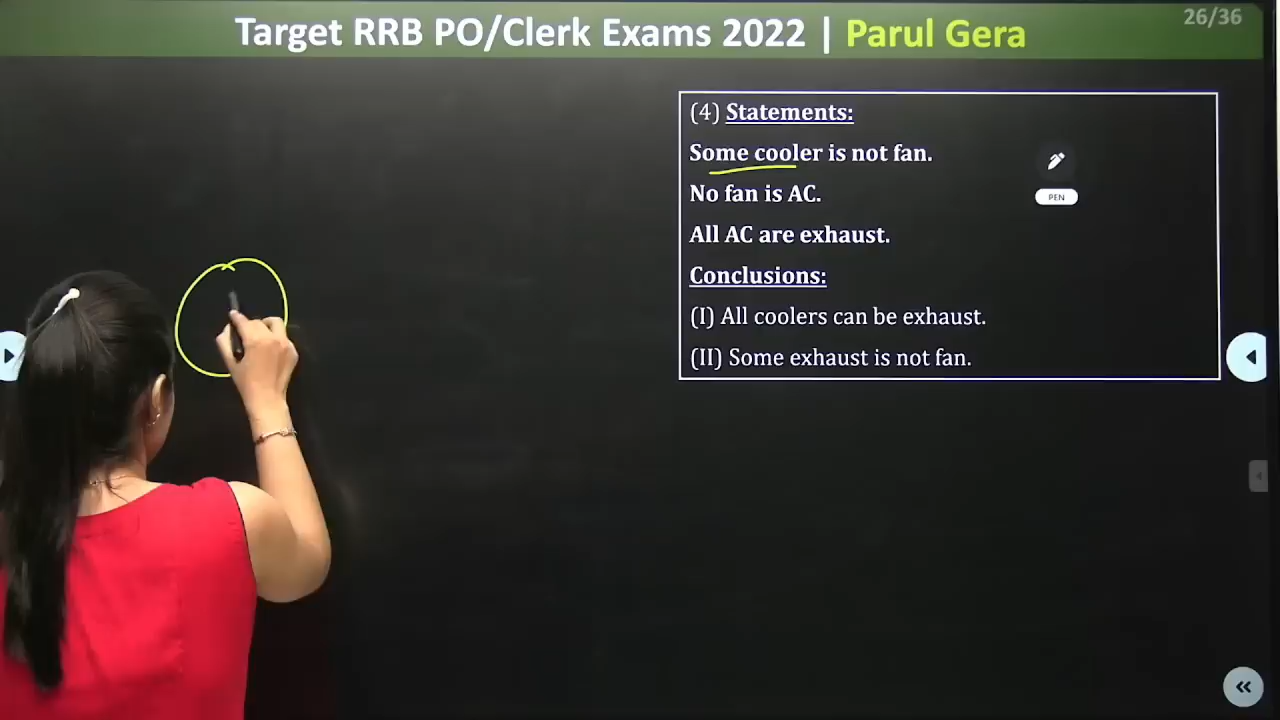 26/36
Target RRB PO/Clerk Exams 2022 | Parul Gera
(4) Statements:
Some cooler is not fan.
No fan is AC.
All AC are exhaust.
Conclusions:
(I) All coolers can be exhaust.
(II) Some exhaust is not fan.
PEN